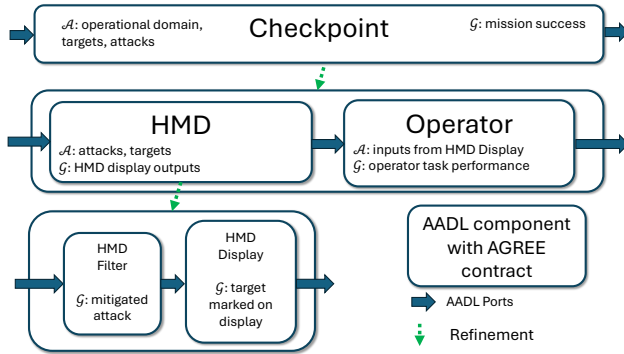 Checkpoint
𝒜: operational domain,
targets, attacks
𝒢: mission success
HMD
𝒜: attacks, targets
𝒢: HMD display outputs
Operator
𝒜: inputs from HMD Display
𝒢: operator task performance
HMD
Filter
𝒢: mitigated
attack
HMD
Display
𝒢: target
marked on
display
AADL component
with AGREE
contract
AADL Ports
Refinement